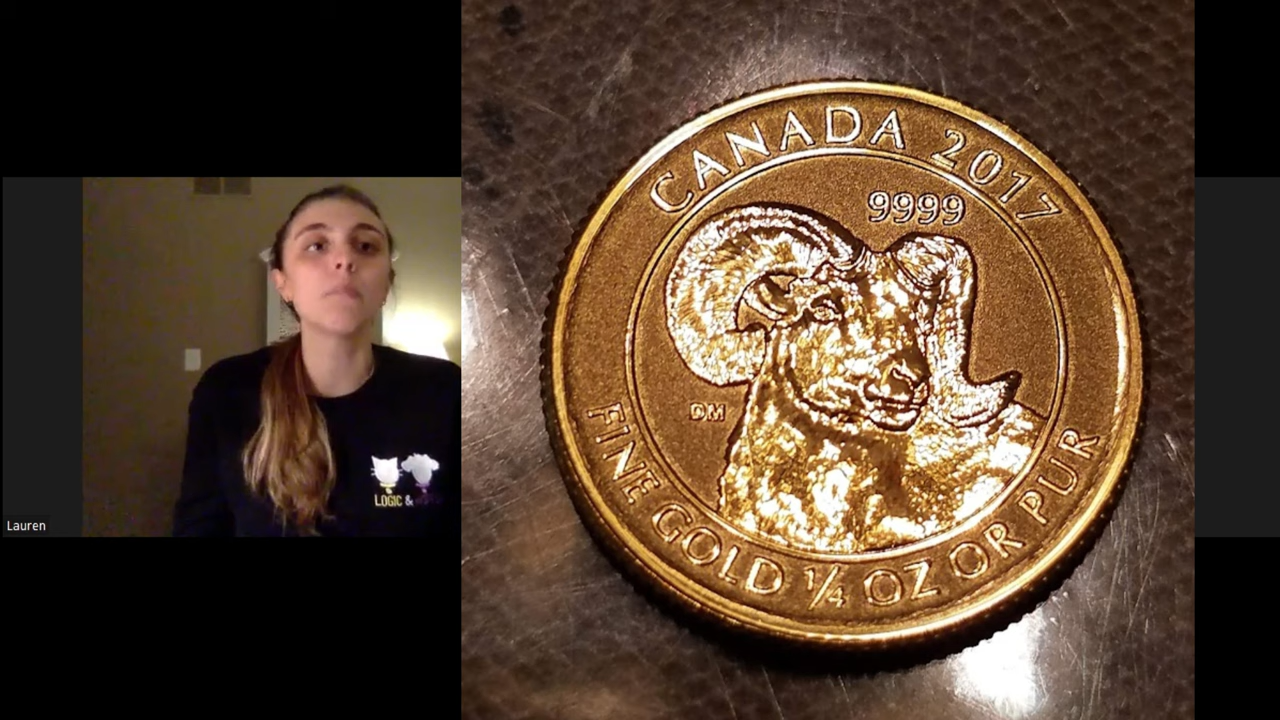 Lauren
LOGIC &
CANADA 2017
9999
DM
FINE GOLD 1/4 OZ OR PUR